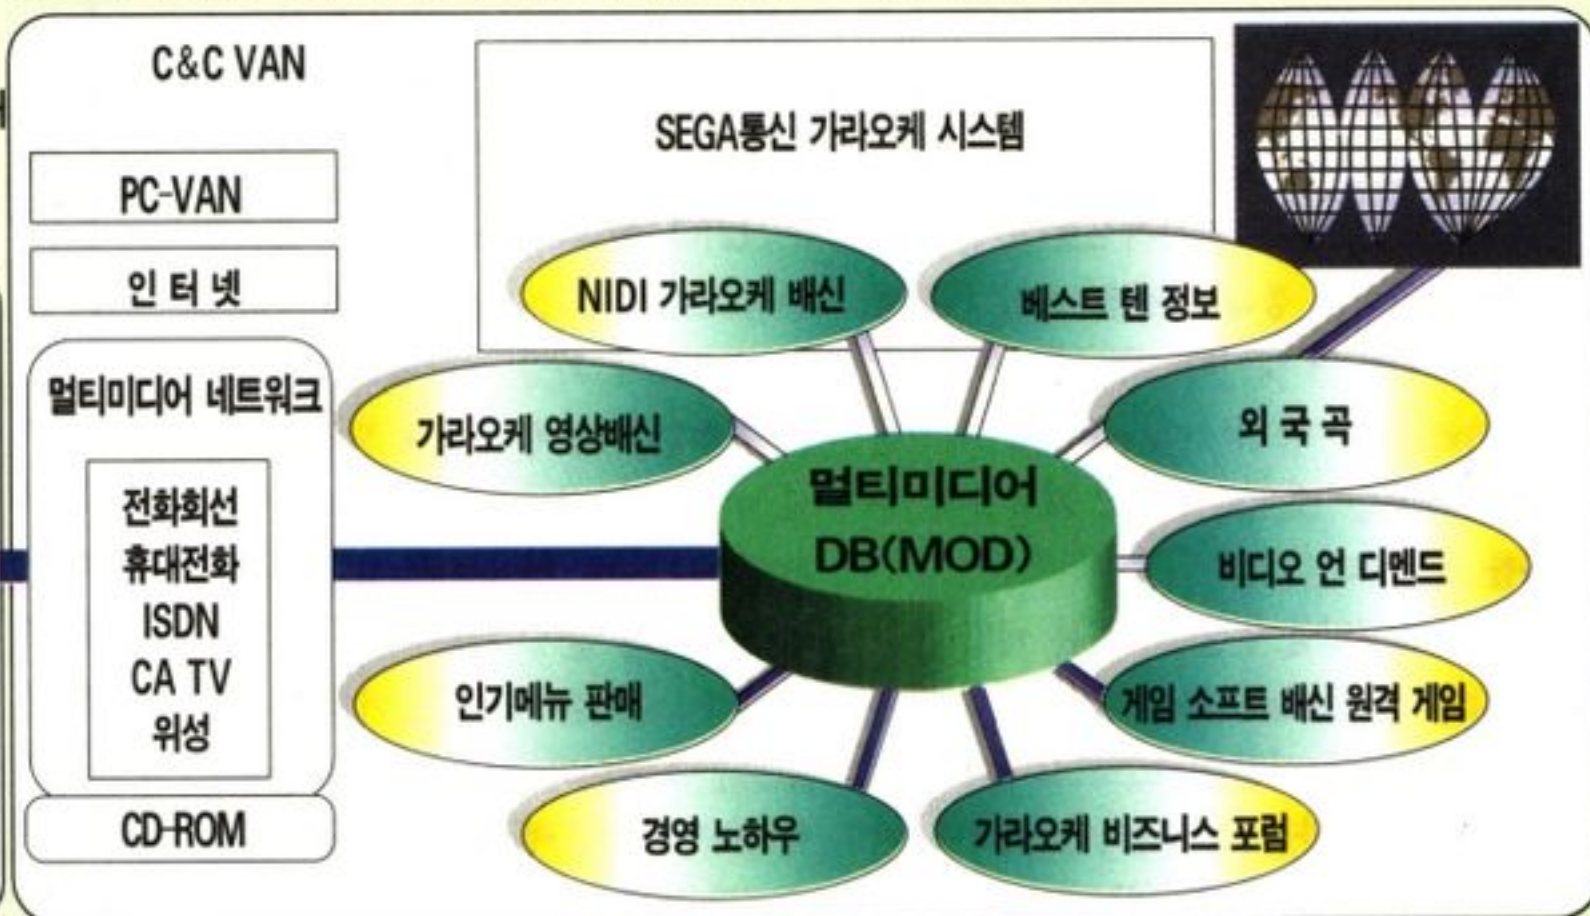 C&C VAN
PC-VAN
인터넷
멀티미디어 네트워크
전화회선
휴대전화
ISDN
CA TV
위성
CD-ROM
SEGA통신 가라오케 시스템
NIDI 가라오케 배신
베스트 텐 정보
가라오케 영상배신
외국곡
멀티미디어
DB(MOD)
비디오 언 디멘드
인기메뉴 판매
게임 소프트 배신 원격 게임
경영 노하우
가라오케 비즈니스 포럼